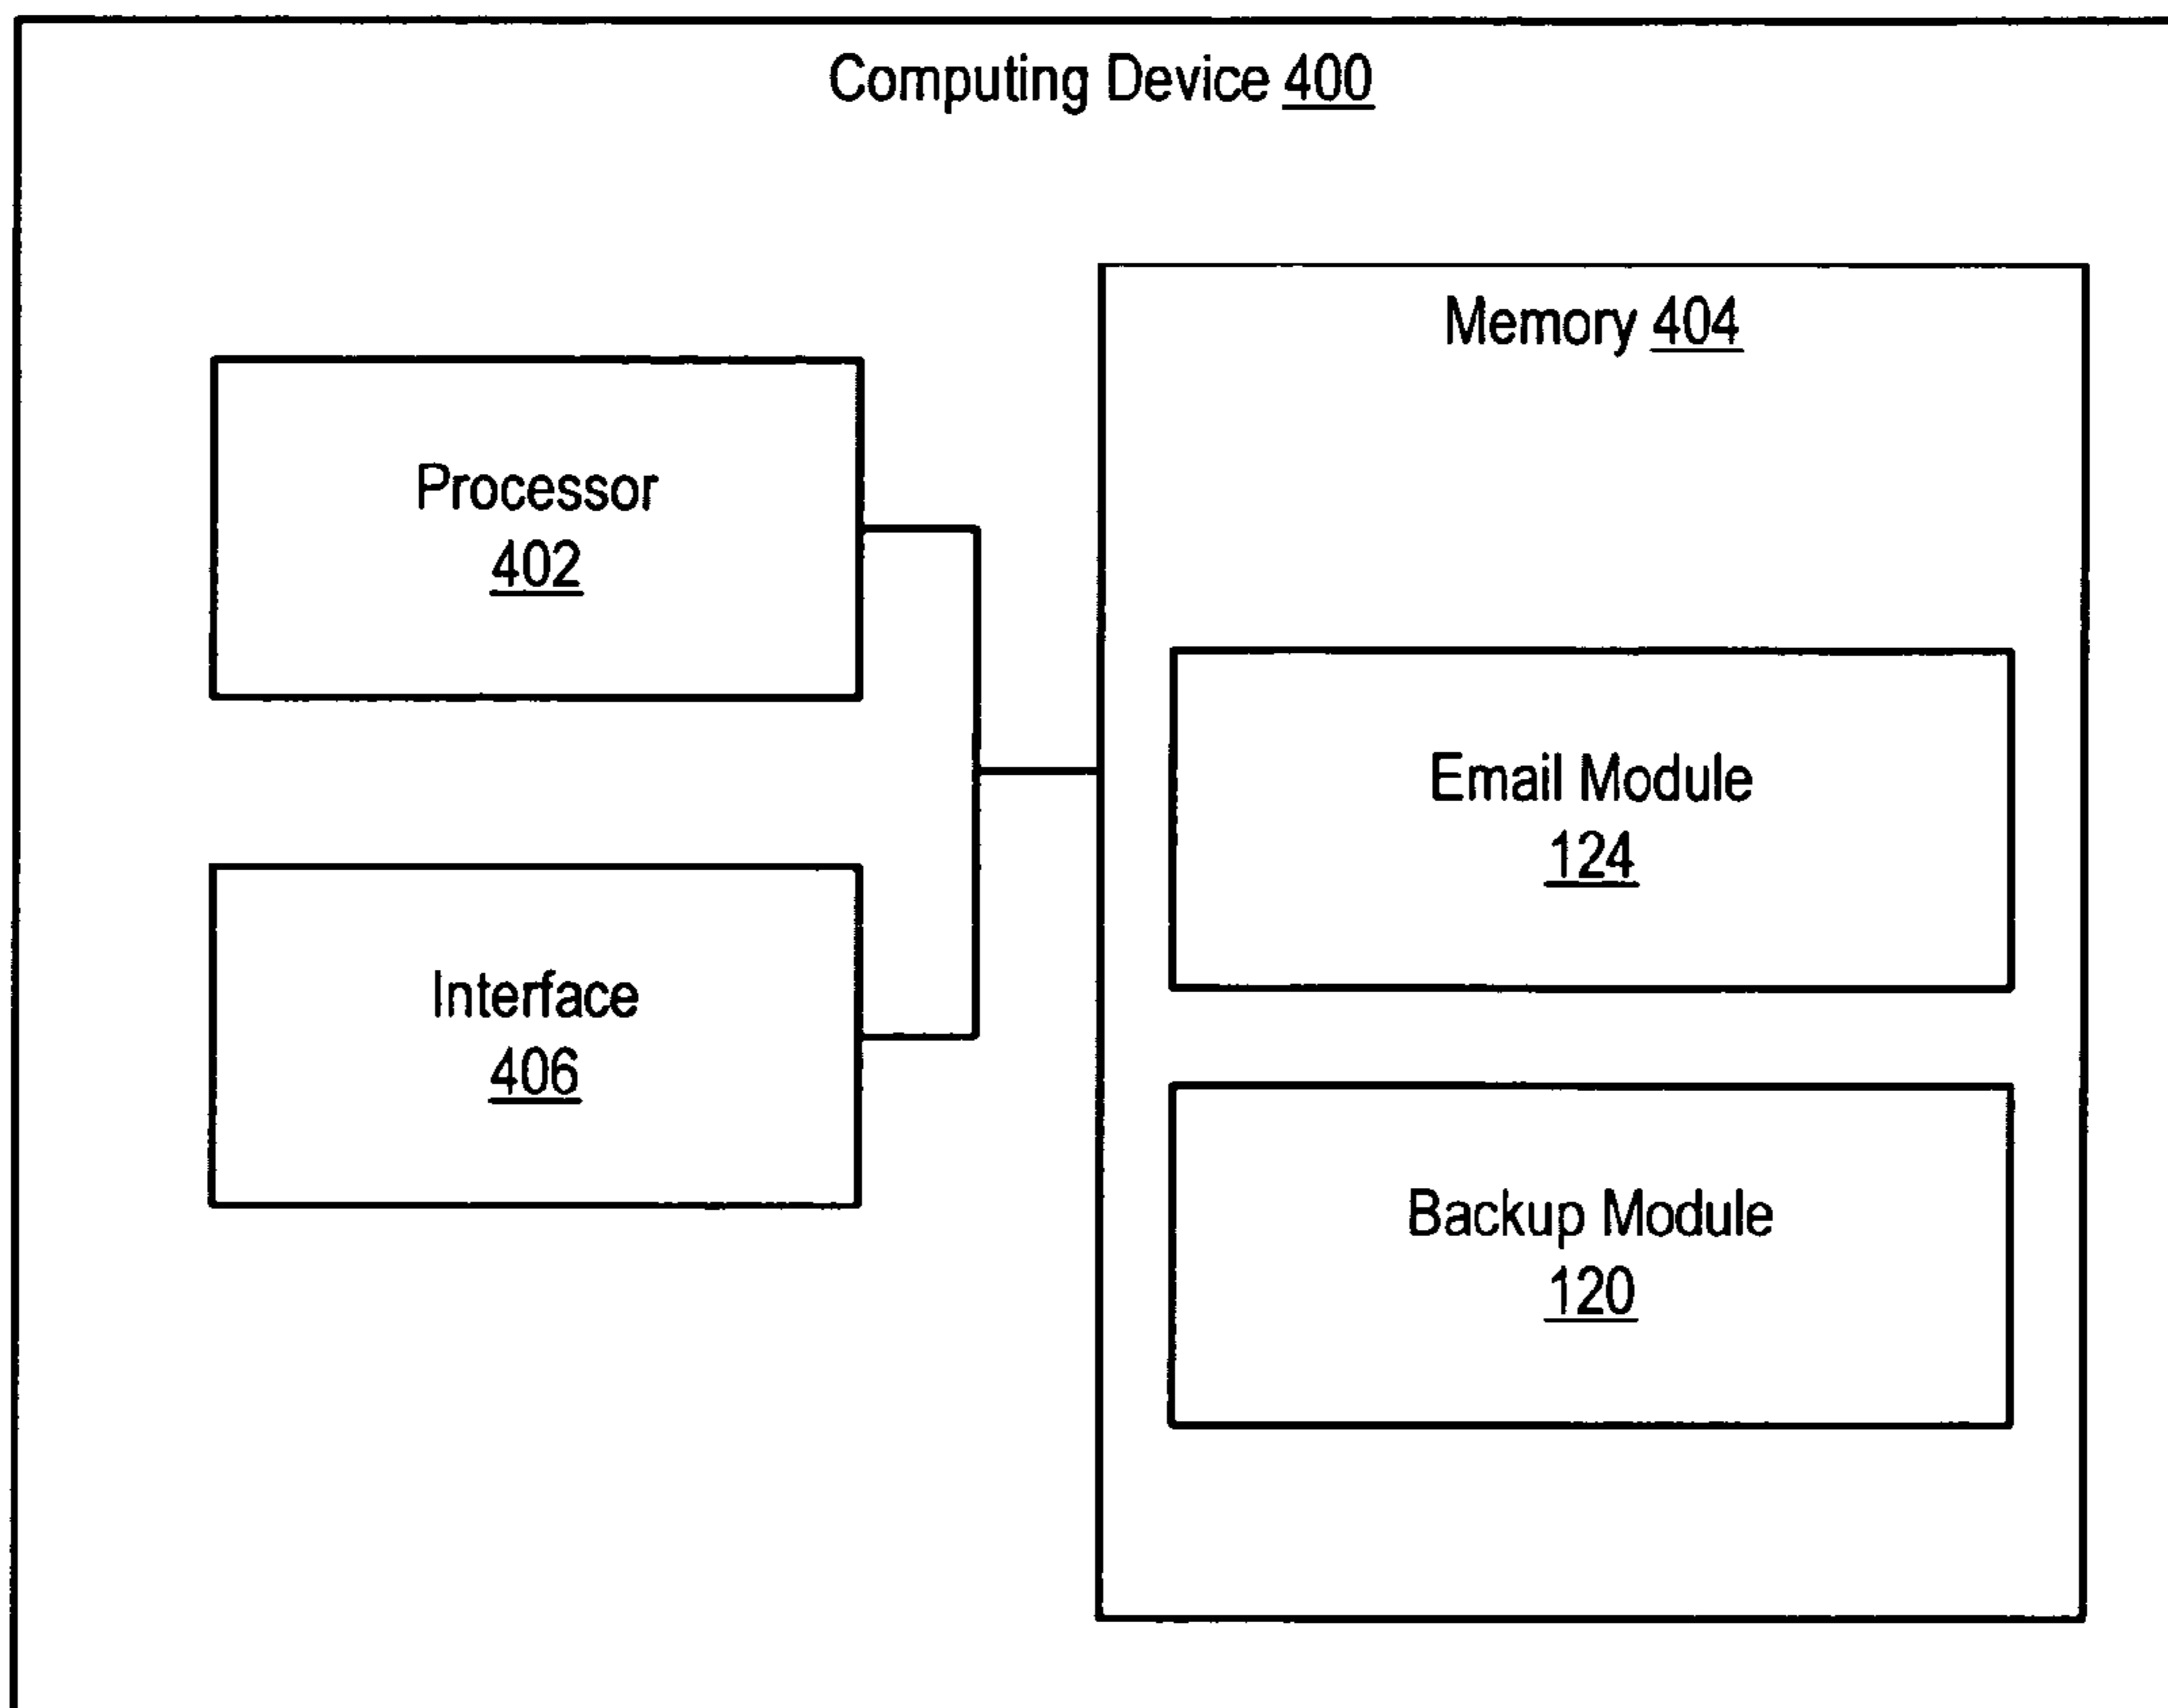 Computing Device 400
Memory 404
Processor
402
Email Module
124
Interface
406
Backup Module
120